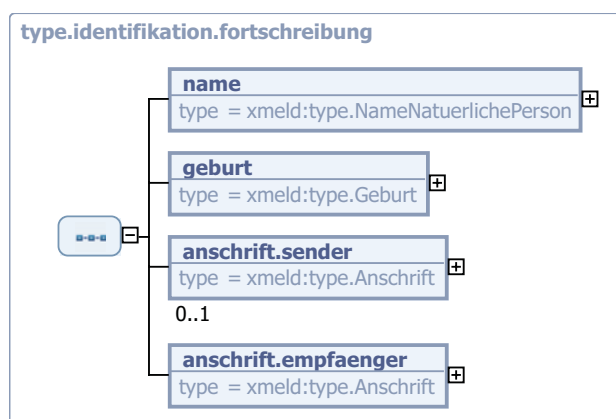 type.identifikation.fortschreibung
name
type = xmeld:type.NameNatuerlichePerson
geburt
type = xmeld:type.Geburt
anschrift.sender
type = xmeld:type.Anschrift
0..1
anschrift.empfaenger
type = xmeld:type.Anschrift